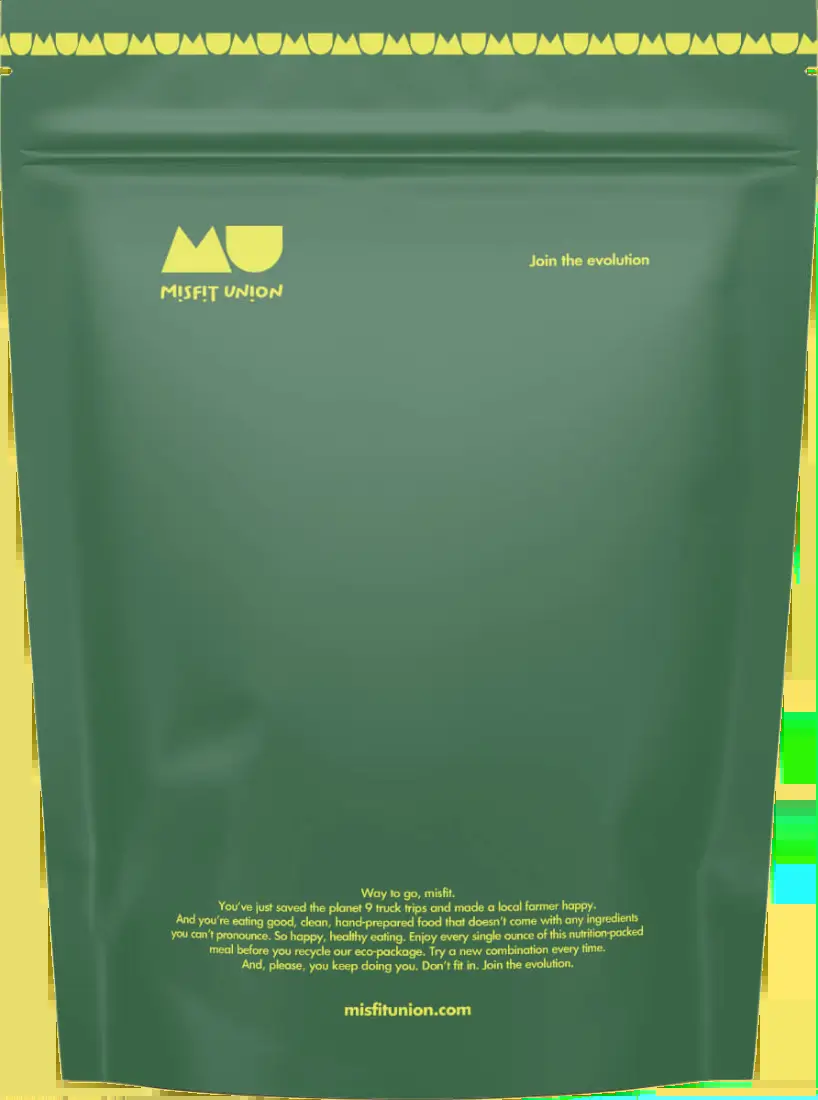 MU
MISFIT UNION
Join the evolution
Way to go, misfit.
You've just saved the planet 9 truck trips and made a local farmer happy.
And you're eating good, clean, hand-prepared food that doesn't come with any ingredients
you can't pronounce. So happy, healthy eating. Enjoy every single ounce of this nutrition-packed
meal before you recycle our eco-package. Try a new combination every time.
And, please, you keep doing you. Don't fit in. Join the evolution.
misfitunion.com